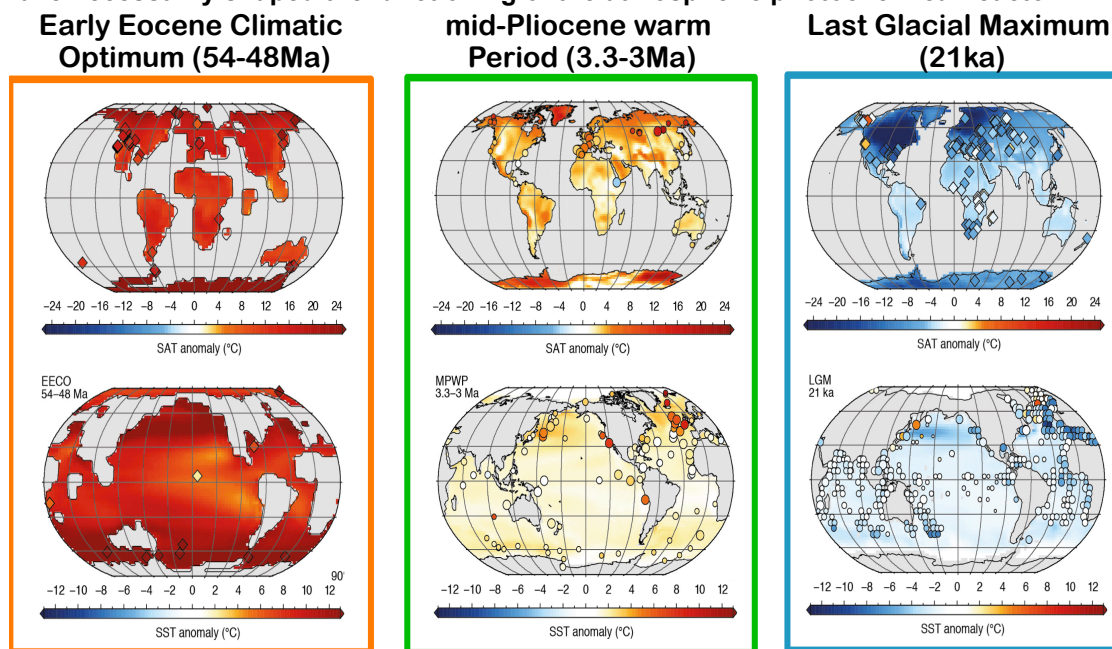 Early Eocene Climatic
Optimum (54-48Ma)
mid-Pliocene warm
Period (3.3-3Ma)
Last Glacial Maximum
(21ka)
−24 −16 −12 −8 −4 0 4 8 12 16 20 24
SAT anomaly (°C)
−24 −20 −16 −12 −8 −4 0 4 8 12 16 20 24
SAT anomaly (°C)
−24 −20 −16 −12 −8 −4 0 4 8 12 16 20 24
SAT anomaly (°C)
EECO
54–48 Ma
90
−12 −10 −8 −6 −4 −2 0 2 4 6 8 10 12
SST anomaly (°C)
MPWP
3.3–3 Ma
−12 −10 −8 −6 −4 −2 0 2 4 6 8 10 12
SST anomaly (°C)
LGM
21 ka
−12 −10 −8 −6 −4 −2 0 2 4 6 8 10 12
SST anomaly (°C)